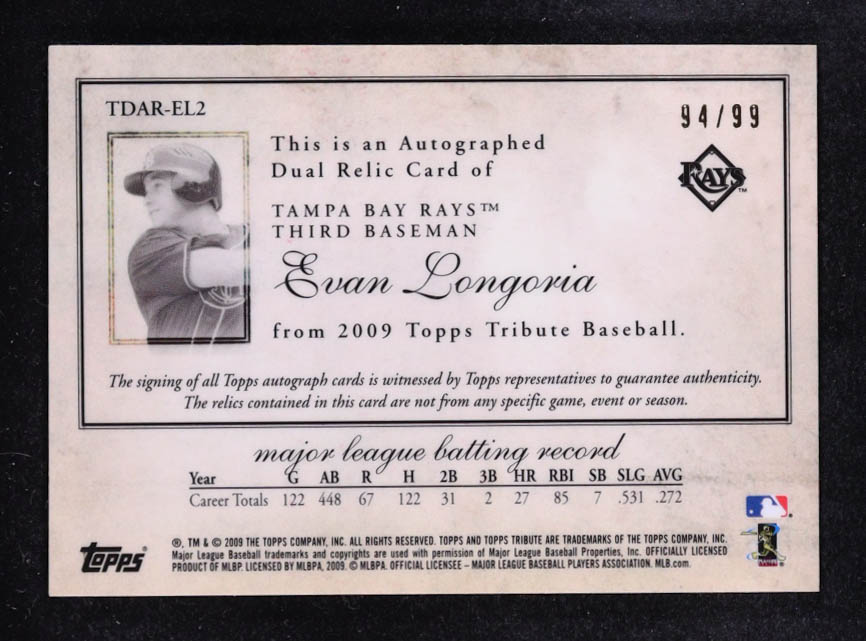 TDAR-EL2
94/99
This is an Autographed
Dual Relic Card of
RAYS™
TAMPA BAY RAYS™
THIRD BASEMAN
Evan Longoria
from 2009 Topps Tribute Baseball.
The signing of all Topps autograph cards is witnessed by Topps representatives to guarantee authenticity.
The relics contained in this card are not from any specific game, event or season.
major league batting record
Year G AB R H 2B 3B HR RBI SB SLG AVG
Career Totals 122 448 67 122 31 2 27 85 7 .531 .272
topps®
®, TM & © 2009 THE TOPPS COMPANY, INC. ALL RIGHTS RESERVED. TOPPS AND TOPPS TRIBUTE ARE TRADEMARKS OF THE TOPPS COMPANY, INC.
Major League Baseball trademarks and copyrights are used with permission of Major League Baseball Properties, Inc. OFFICIALLY LICENSED
PRODUCT OF MLBP. LICENSED BY MLBPA, 2009. © MLBPA. OFFICIAL LICENSEE – MAJOR LEAGUE BASEBALL PLAYERS ASSOCIATION. MLB.com.